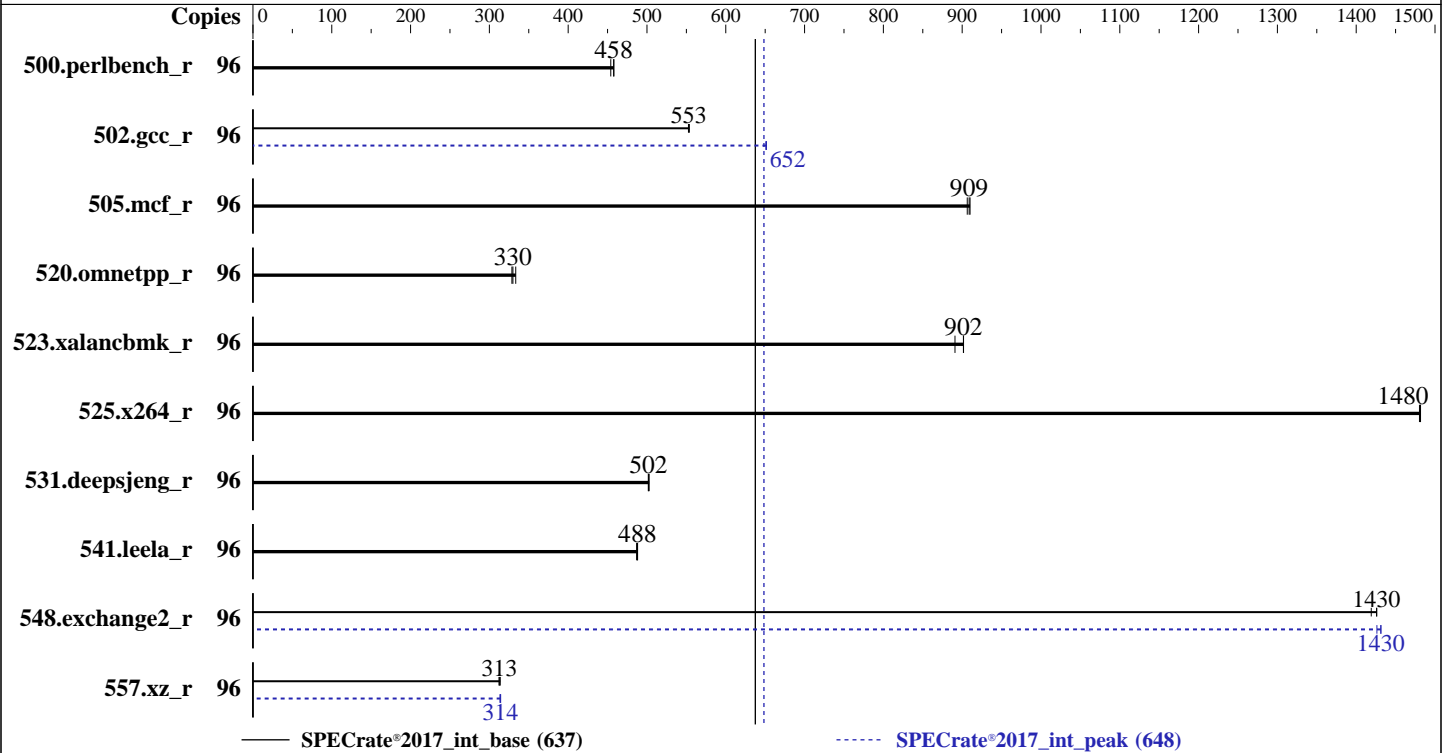 Copies 0 100 200 300 400 500 600 700 800 900 1000 1100 1200 1300 1400 1500
458
500.perlbench_r 96
553
502.gcc_r 96
652
909
505.mcf_r 96
330
520.omnetpp_r 96
902
523.xalancbmk_r 96
1480
525.x264_r 96
502
531.deepsjeng_r 96
488
541.leela_r 96
1430
548.exchange2_r 96
1430
313
557.xz_r 96
314
SPECrate®2017_int_base (637) SPECrate®2017_int_peak (648)